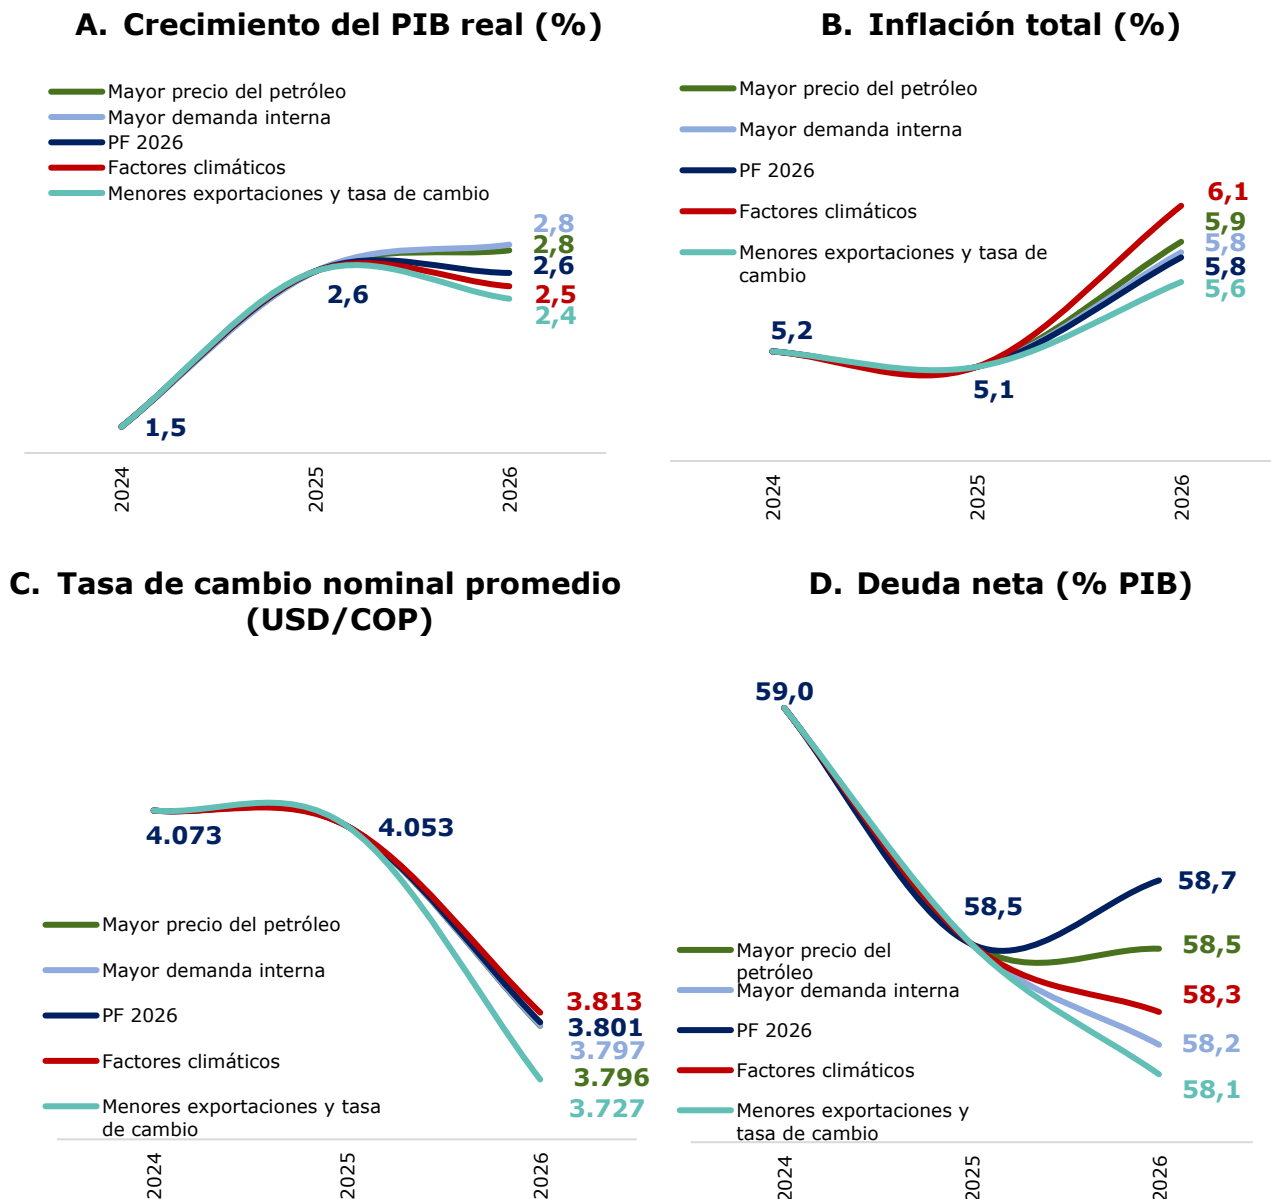 A. Crecimiento del PIB real (%)
Mayor precio del petróleo
Mayor demanda interna
PF 2026
Factores climáticos
Menores exportaciones y tasa de cambio
2,8
2,8
2,6
2,6
2,5
2,4
1,5
2024
2025
2026
B. Inflación total (%)
Mayor precio del petróleo
Mayor demanda interna
PF 2026
Factores climáticos
Menores exportaciones y tasa de
cambio
6,1
5,9
5,8
5,8
5,6
5,2
5,1
2024
2025
2026
C. Tasa de cambio nominal promedio
(USD/COP)
4.073
4.053
Mayor precio del petróleo
Mayor demanda interna
PF 2026
Factores climáticos
Menores exportaciones y tasa
de cambio
3.813
3.801
3.797
3.796
3.727
2024
2025
2026
D. Deuda neta (% PIB)
59,0
58,5
58,7
58,5
58,3
58,2
58,1
Mayor precio del
petróleo
Mayor demanda interna
PF 2026
Factores climáticos
Menores exportaciones y
tasa de cambio
2024
2025
2026